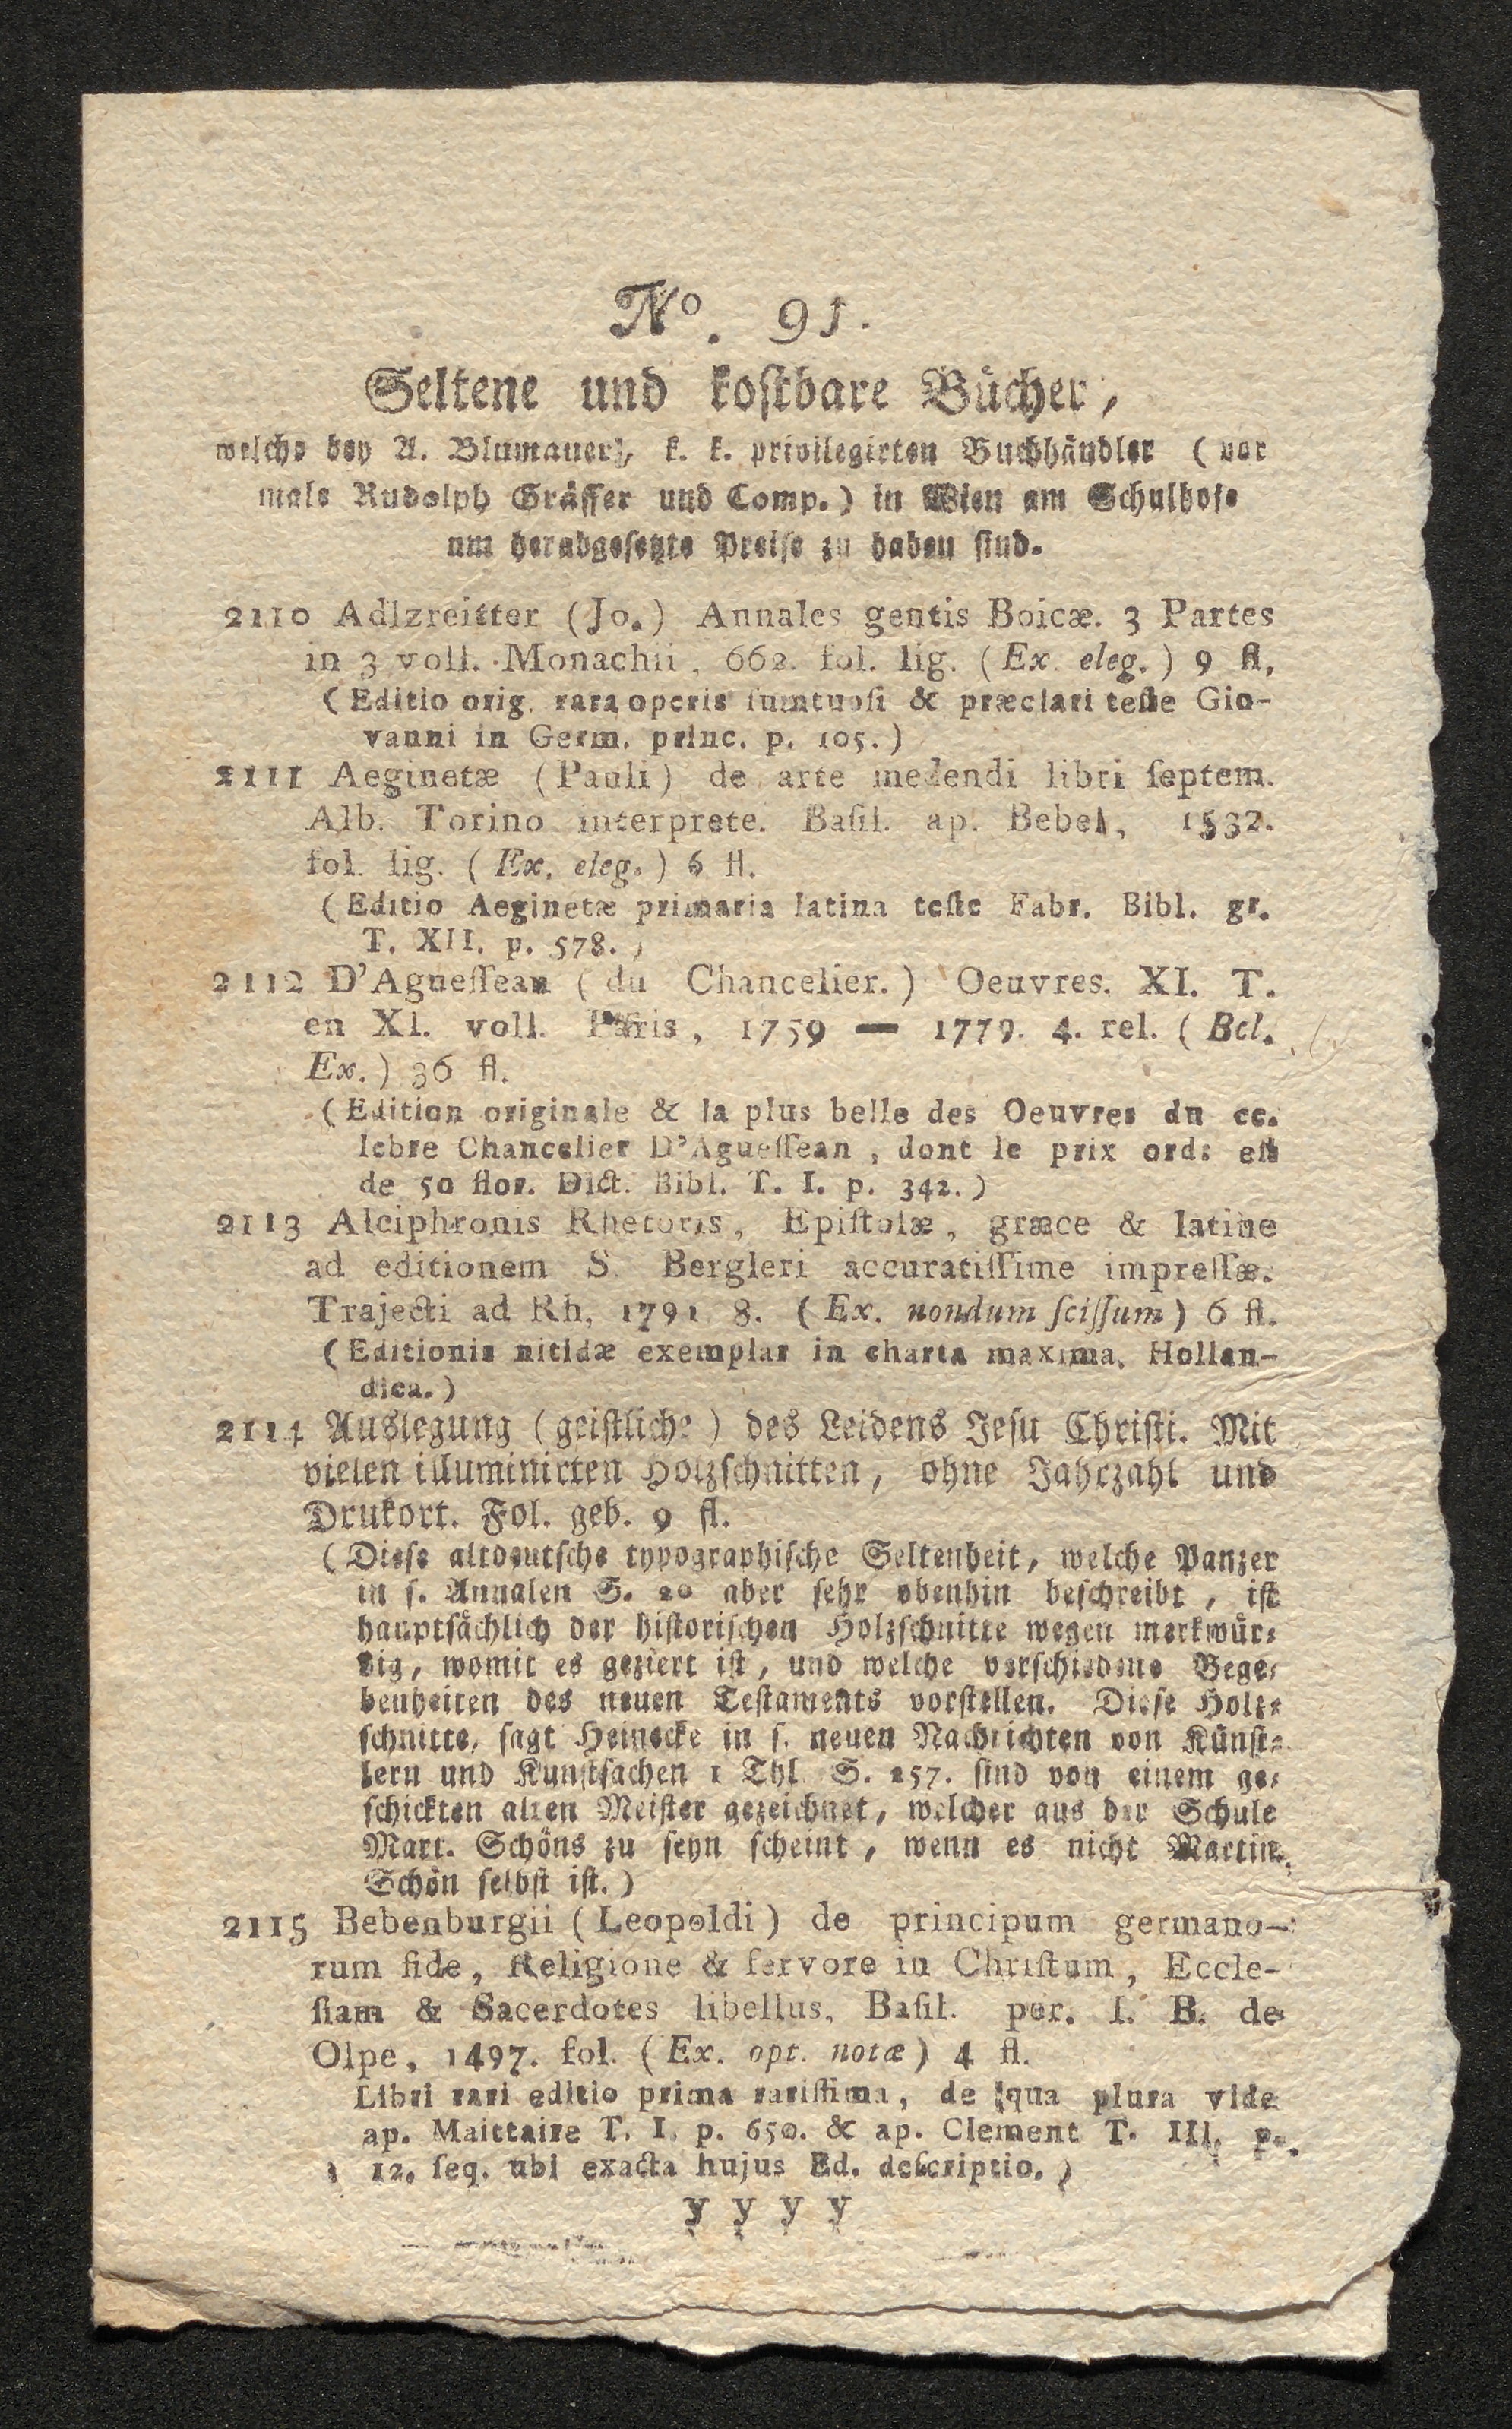 Nº. 91.
Seltene und kostbare Bücher,
welche bey A. Blumauer, k. k. privilegirten Buchhändler (vor
mals Rudolph Gräffer und Comp.) in Wien am Schulhofe
um herabgesetzte Preise zu haben sind.
2110 Adlzreitter (Jo.) Annales gentis Boicæ. 3 Partes
in 3 voll. Monachii, 662. fol. lig. (Ex. eleg.) 9 fl.
(Editio orig. rara operis ſumtuoſi & præclari teſte Gio-
vanni in Germ. princ. p. 105.)
2111 Aeginetæ (Pauli) de arte medendi libri ſeptem.
Alb. Torino interprete. Baſil. ap. Bebel, 1532.
fol. lig. (Ex. eleg.) 6 fl.
(Editio Aeginetæ primaria latina teſte Fabr. Bibl. gr.
T. XII. p. 578.)
2112 D'Agueſſeau (du Chancelier.) Oeuvres. XI. T.
en XI. voll. Paris, 1759 — 1779. 4. rel. (Bel.
Ex.) 36 fl.
(Edition originale & la plus belle des Oeuvres du ce-
lebre Chancelier D'Agueſſeau, dont le prix ord: eſt
de 50 flor. Dict. Bibl. T. I. p. 342.)
2113 Alciphronis Rhetoris, Epiſtolæ, græce & latine
ad editionem S. Bergleri accuratiſſime impreſſæ.
Trajecti ad Rh. 1791 8. (Ex. nondum ſciſſum) 6 fl.
(Editionis nitidæ exemplar in charta maxima, Hollan-
dica.)
2114 Auslegung (geistliche) des Leidens Jesu Christi. Mit
vielen illuminirten Holzschnitten, ohne Jahrzahl und
Drukort. Fol. geb. 9 fl.
(Diese altdeutsche typographische Seltenheit, welche Panzer
in s. Annalen S. 20 aber sehr obenhin beschreibt, ist
hauptsächlich der historischen Holzschnitte wegen merkwür-
dig, womit es geziert ist, und welche verschiedene Bege-
benheiten des neuen Testaments vorstellen. Diese Holz-
schnitte, sagt Heinecke in s. neuen Nachrichten von Künst-
lern und Kunstsachen 1 Thl. S. 257. sind von einem ge-
schickten alten Meister gezeichnet, welcher aus der Schule
Mart. Schöns zu seyn scheint, wenn es nicht Martin
Schön selbst ist.)
2115 Bebenburgii (Leopoldi) de principum germano-
rum fide, Religione & fervore in Chriſtum, Eccle-
ſiam & Sacerdotes libellus, Baſil. per. I. B. de
Olpe, 1497. fol. (Ex. opt. notæ) 4 fl.
Libri rari editio prima rariſſima, de qua plura vide
ap. Maittaire T. I. p. 650. & ap. Clement T. III. p.
12. ſeq. ubi exacta hujus Ed. deſcriptio.)
y y y y